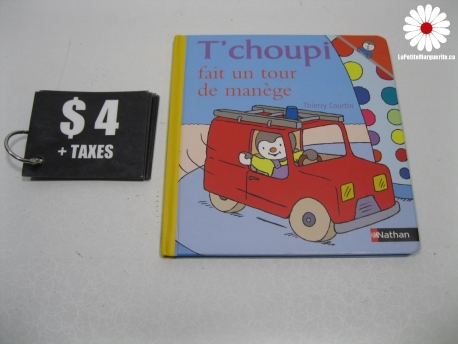 LaPetiteMarguerite.ca
T'choupi
fait un tour
de manège
Thierry Courtin
$4
+ TAXES
Nathan